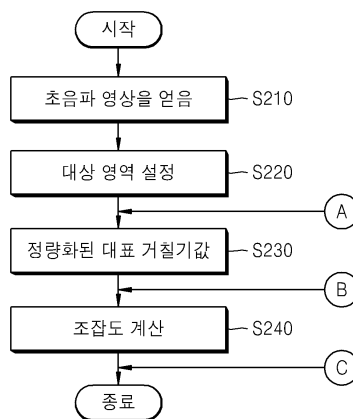 시작
초음파 영상을 얻음
S210
대상 영역 설정
S220
A
정량화된 대표 거칠기값
S230
B
조잡도 계산
S240
C
종료